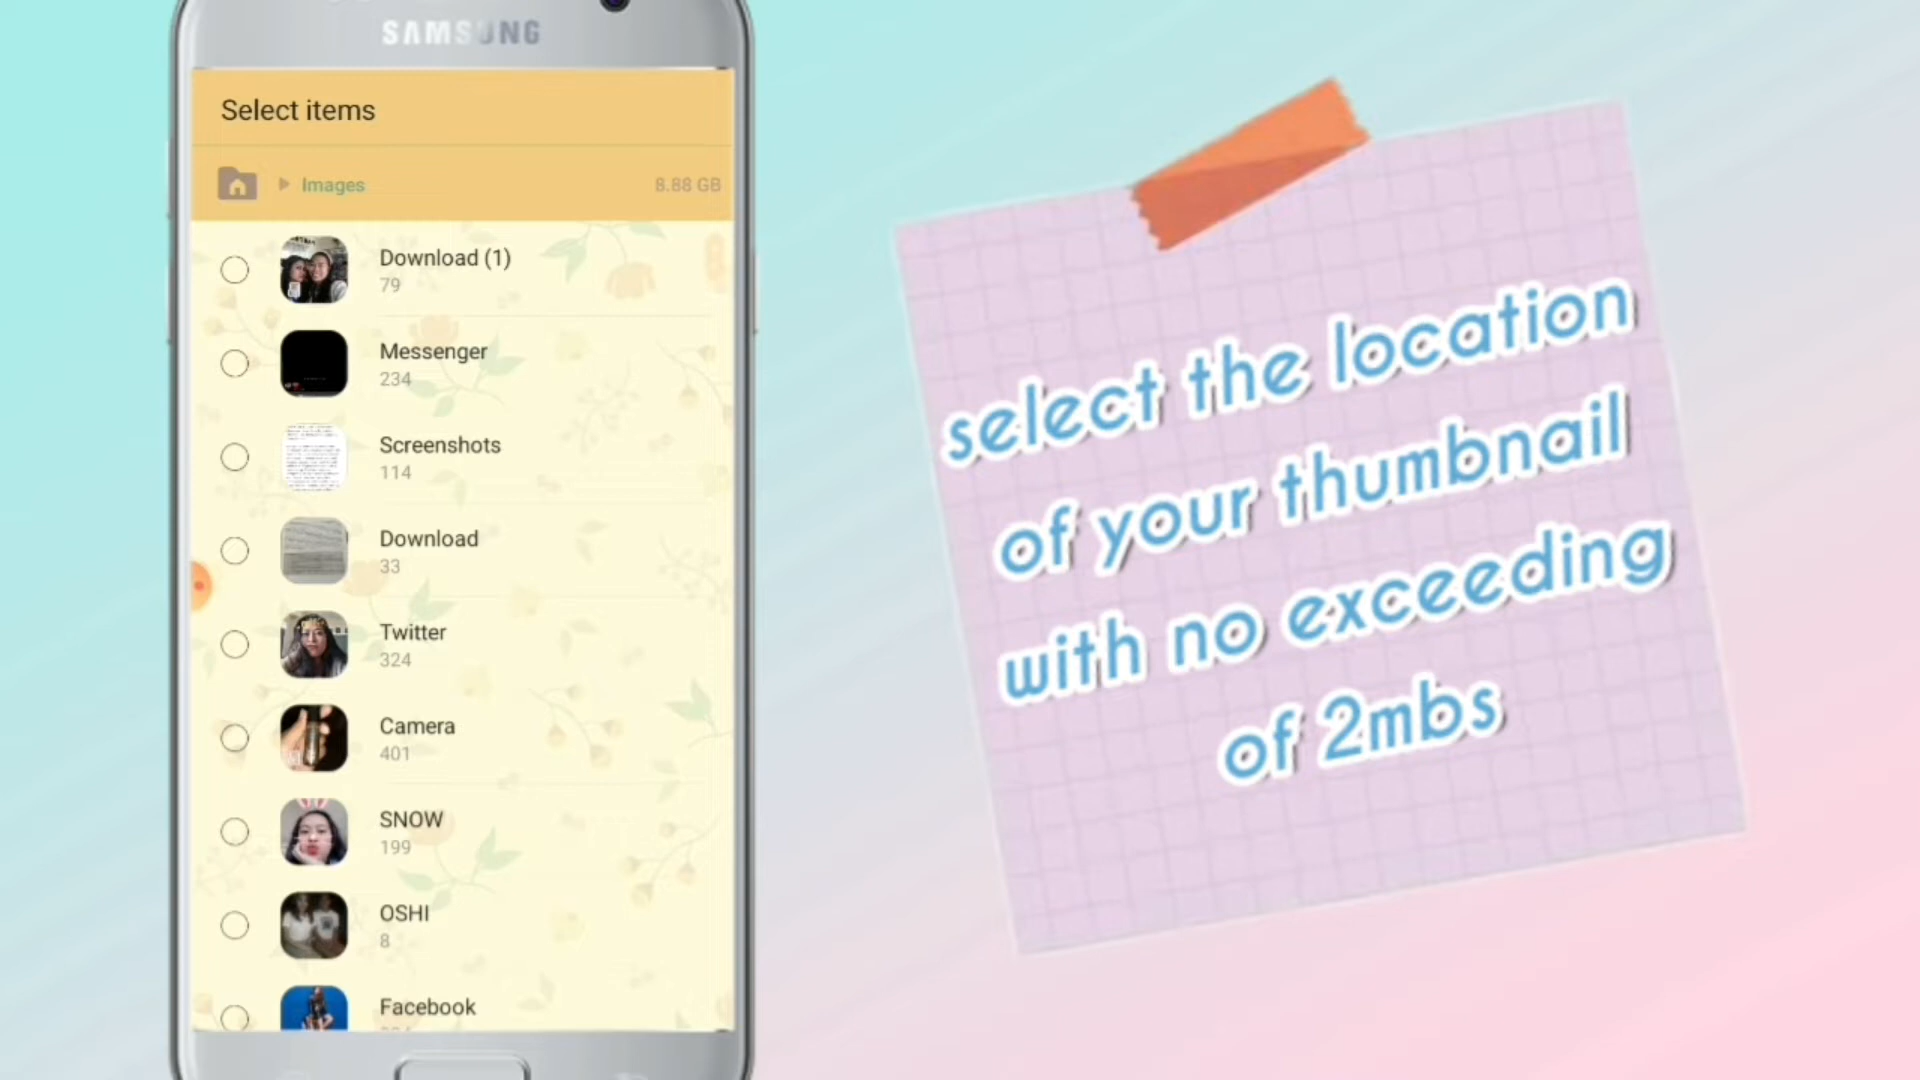 SAMSUNG
Select items
Images
8.88 GB
Download (1)
79
Messenger
234
Screenshots
114
Download
33
Twitter
324
Camera
401
SNOW
199
OSHI
8
Facebook
select the location
of your thumbnail
with no exceeding
of 2mbs